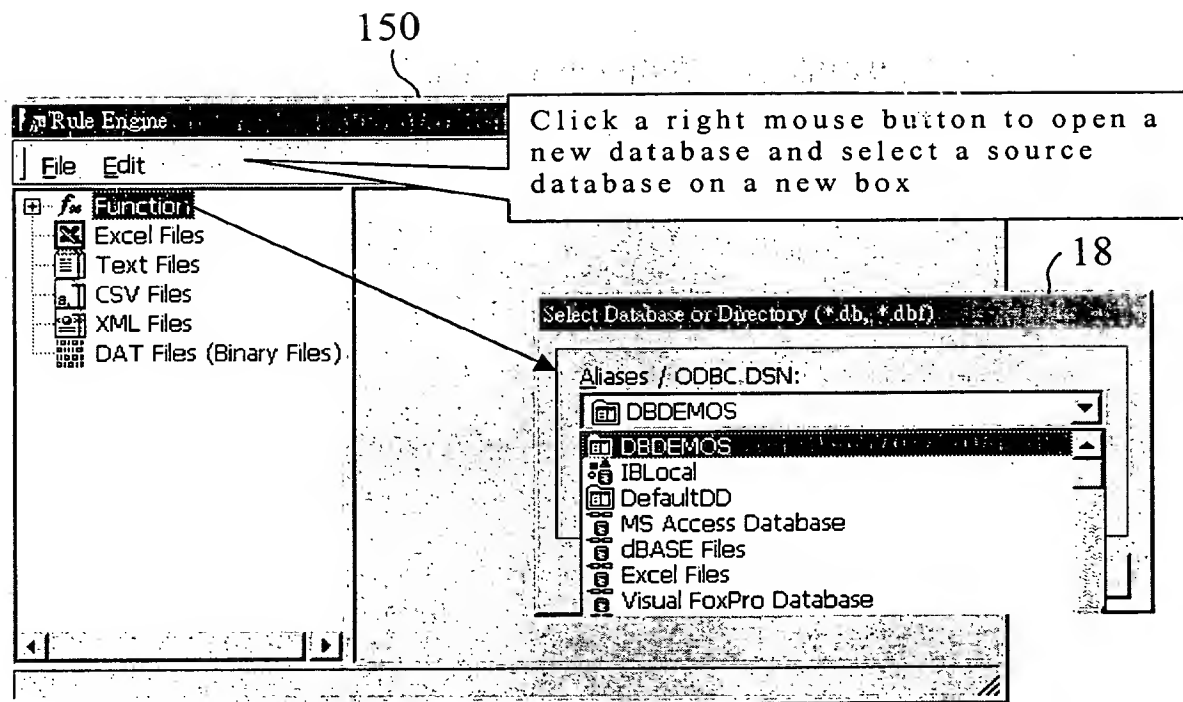 150
Rule Engine
File Edit
Click a right mouse button to open a
new database and select a source
database on a new box
Function
Excel Files
Text Files
CSV Files
XML Files
DAT Files (Binary Files)
18
Select Database or Directory (*.db, *.dbf)
Aliases / ODBC DSN:
DBDEMOS
DBDEMOS
IBLocal
DefaultDD
MS Access Database
dBASE Files
Excel Files
Visual FoxPro Database